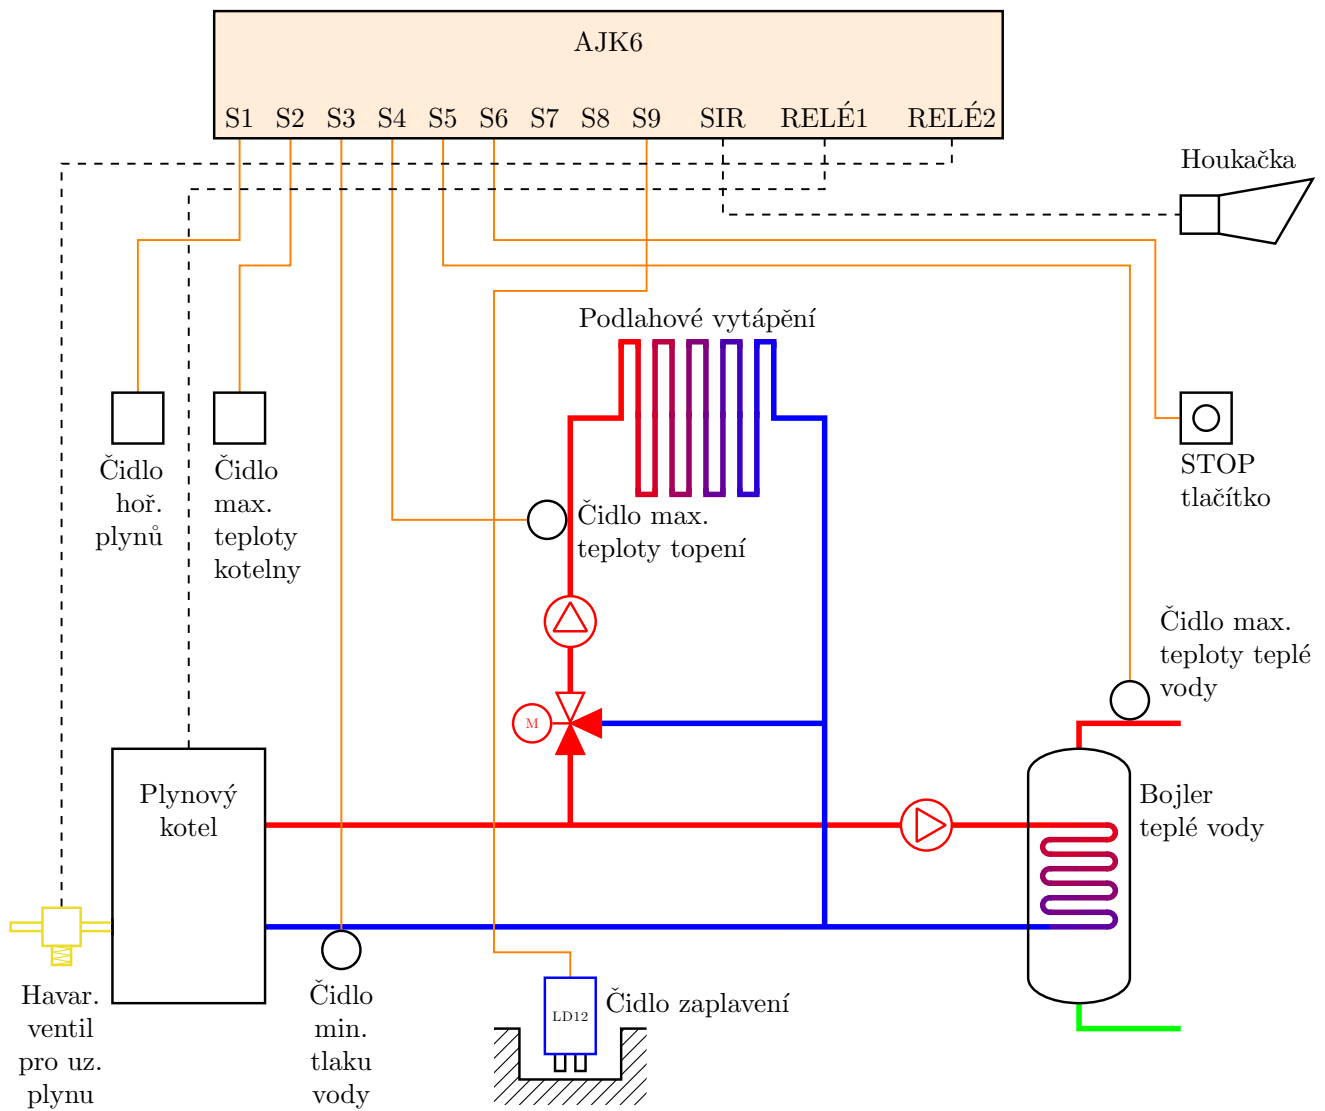 AJK6
S1 S2 S3 S4 S5 S6 S7 S8 S9 SIR RELÉ1 RELÉ2
Houkačka
Podlahové vytápění
Čidlo
hoř.
plynů
Čidlo
max.
teploty
kotelny
STOP
tlačítko
Čidlo max.
teploty topení
Čidlo max.
teploty teplé
vody
M
Plynový
kotel
Bojler
teplé vody
Havar.
ventil
pro uz.
plynu
Čidlo
min.
tlaku
vody
LD12
Čidlo zaplavení